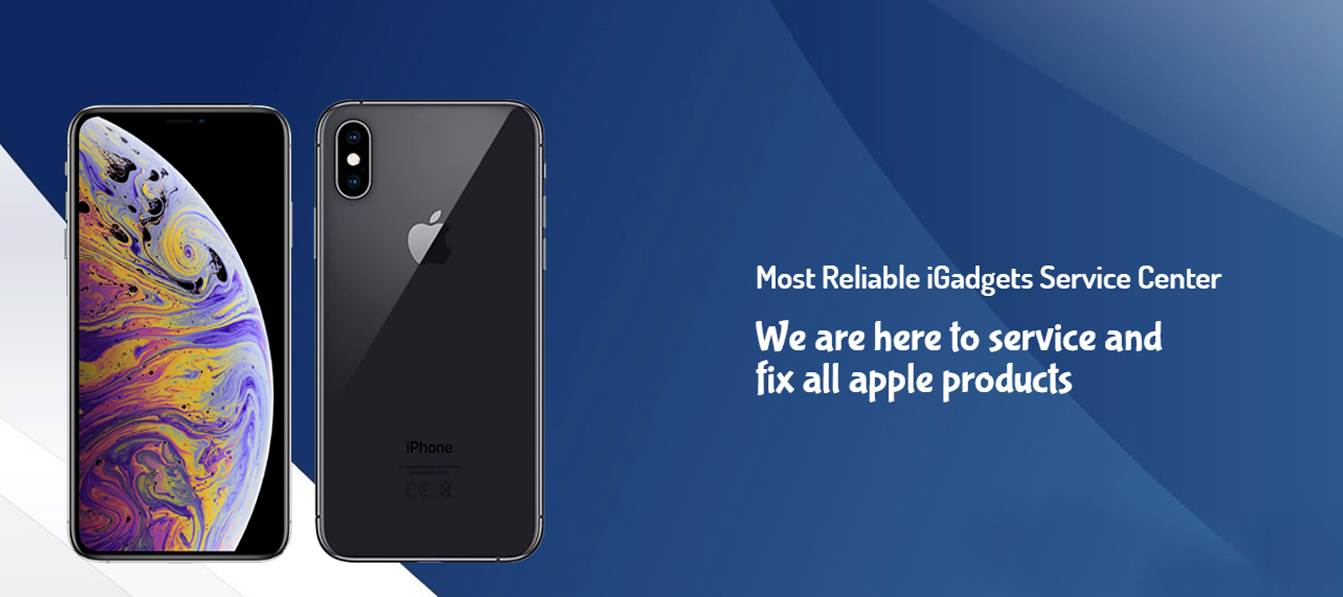 Most Reliable iGadgets Service Center
We are here to service and
fix all apple products
iPhone